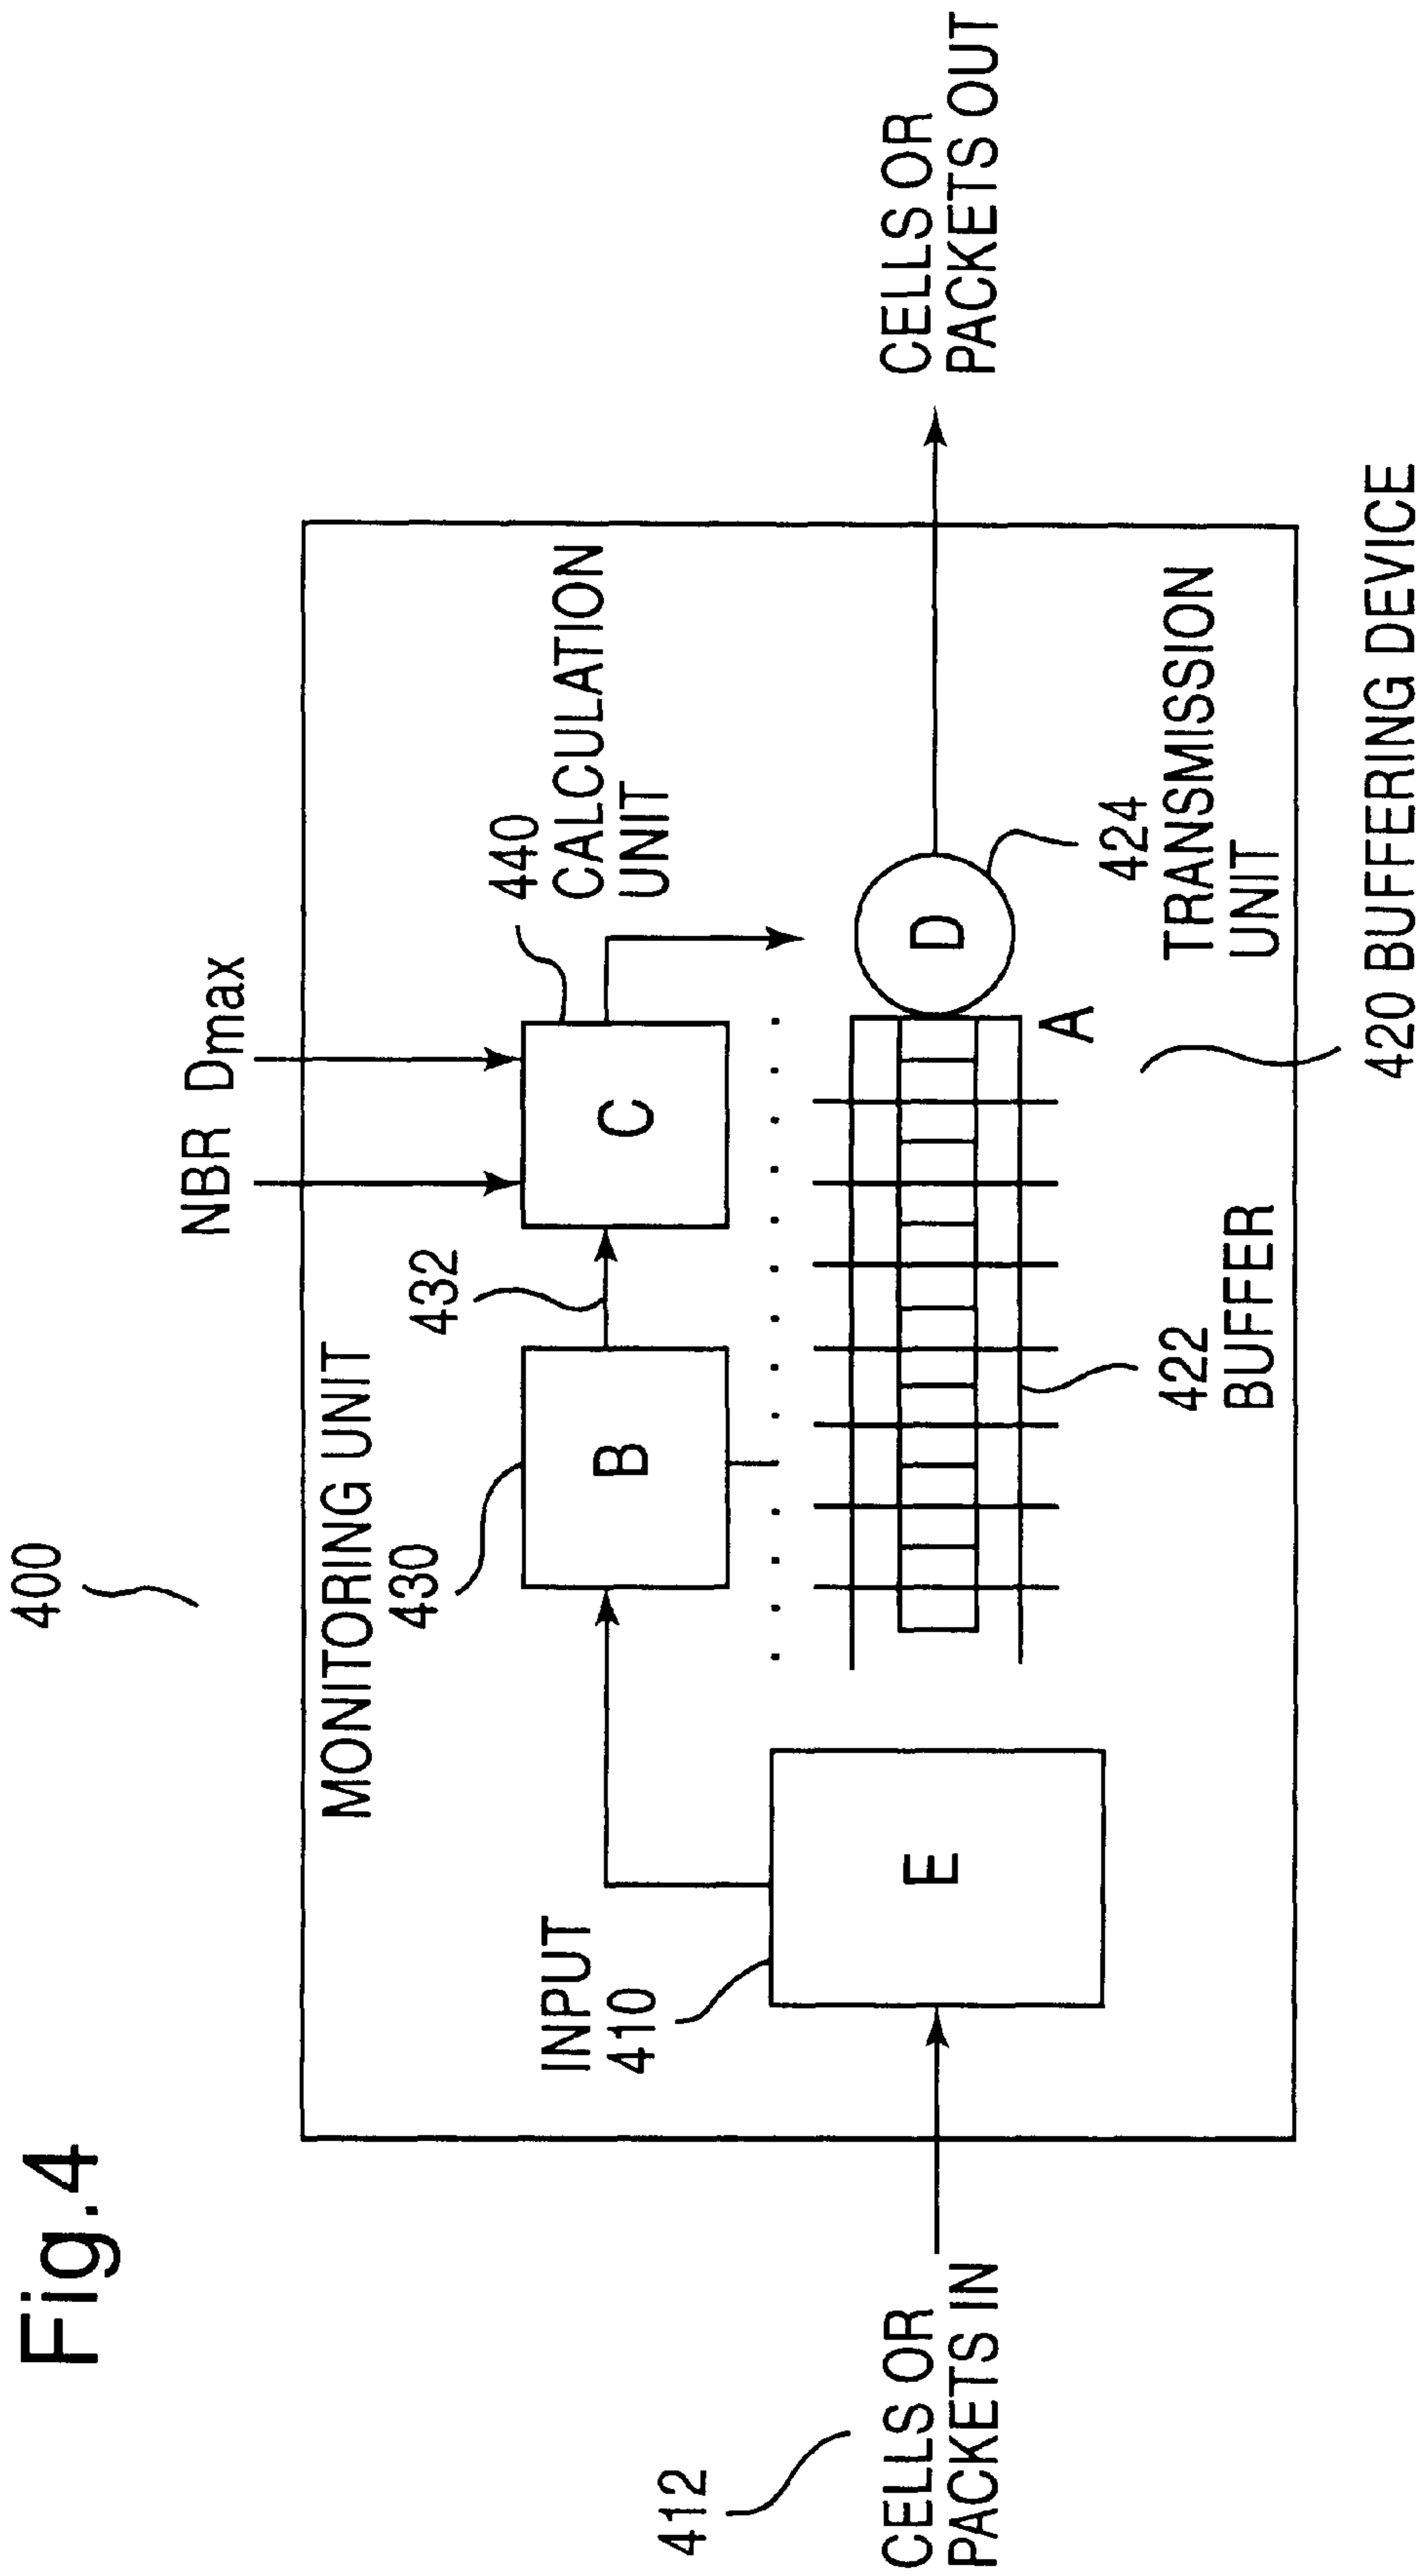 Fig.4
400
NBR Dmax
MONITORING UNIT
430
432
440
CALCULATION
UNIT
B
C
INPUT
410
E
D
A
412
CELLS OR
PACKETS IN
CELLS OR
PACKETS OUT
422
BUFFER
424
TRANSMISSION
UNIT
420 BUFFERING DEVICE